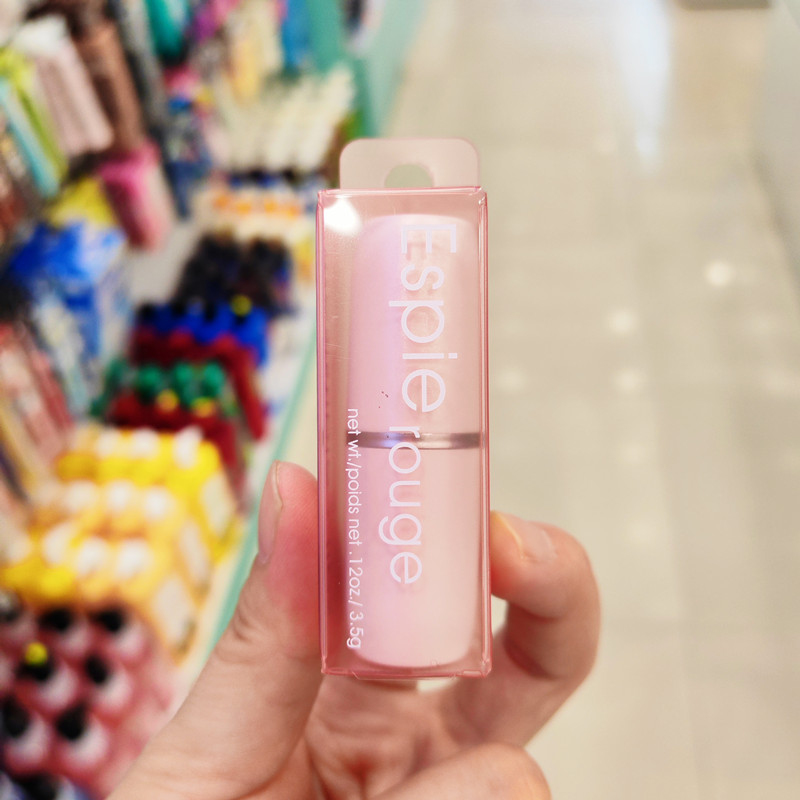 Espie rouge
net wt./poids net .12oz./ 3.5g